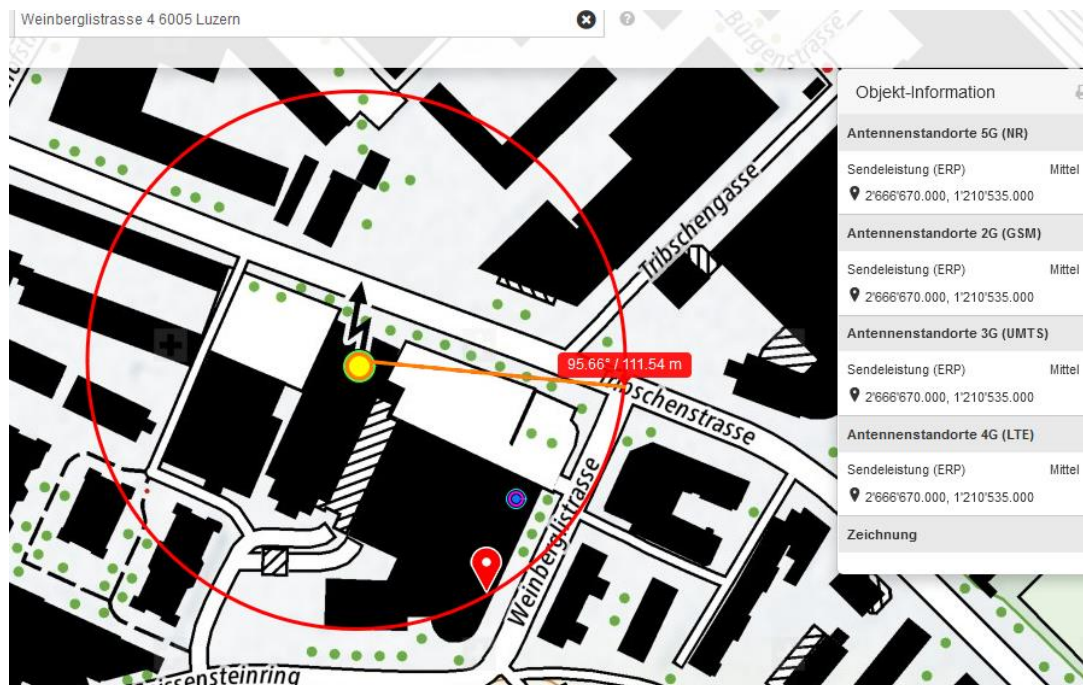 Weinberglistrasse 4 6005 Luzern
Bürgenstrasse
Objekt-Information
Antennenstandorte 5G (NR)
Sendeleistung (ERP) Mittel
2'666'670.000, 1'210'535.000
Antennenstandorte 2G (GSM)
Sendeleistung (ERP) Mittel
2'666'670.000, 1'210'535.000
Antennenstandorte 3G (UMTS)
Sendeleistung (ERP) Mittel
2'666'670.000, 1'210'535.000
Antennenstandorte 4G (LTE)
Sendeleistung (ERP) Mittel
2'666'670.000, 1'210'535.000
Zeichnung
Tribschengasse
95.66° / 111.54 m
Tribschenstrasse
Weinberglistrasse
issensteinring